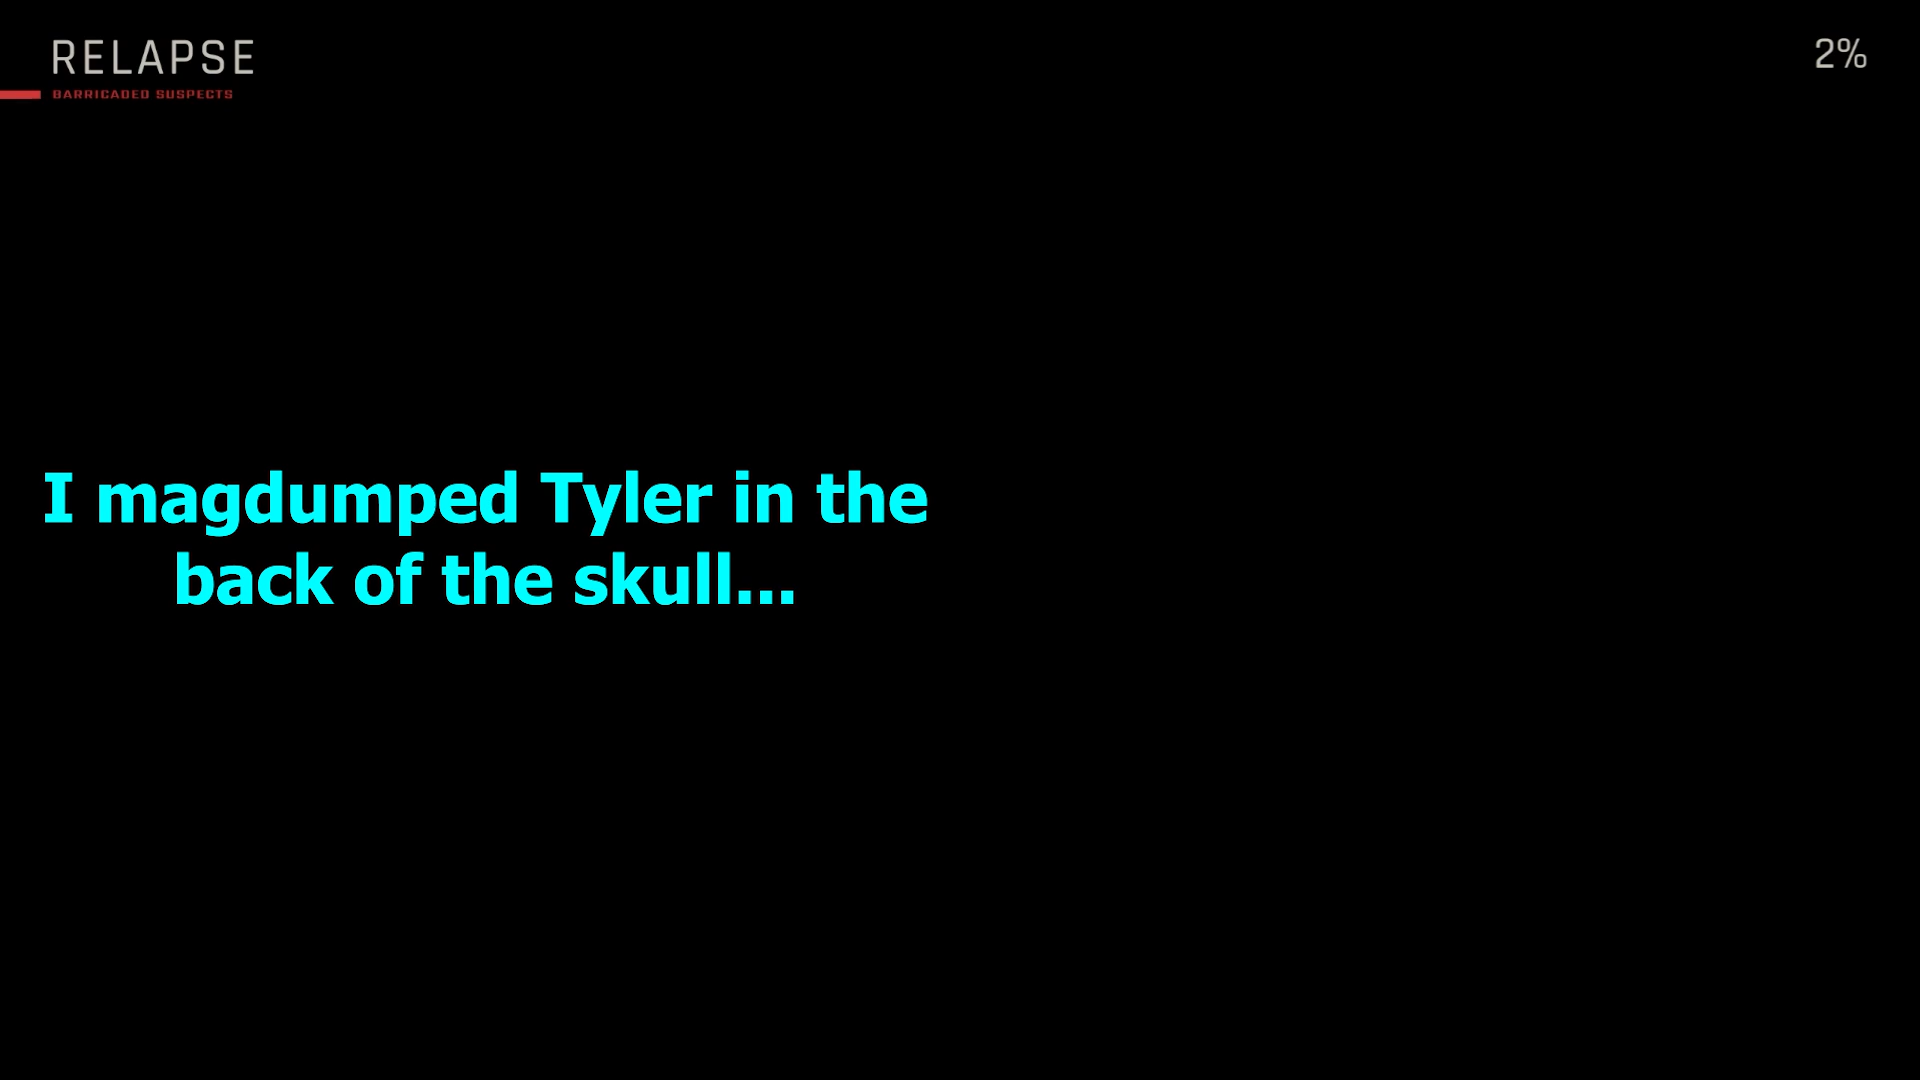 RELAPSE
2%
BARRICADED SUSPECTS
I magdumped Tyler in the
back of the skull...